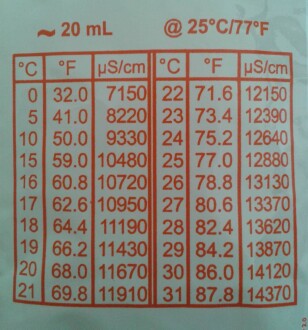 ~ 20 mL @ 25°C/77°F
°C °F µS/cm °C °F µS/cm
0 32.0 7150 22 71.6 12150
5 41.0 8220 23 73.4 12390
10 50.0 9330 24 75.2 12640
15 59.0 10480 25 77.0 12880
16 60.8 10720 26 78.8 13130
17 62.6 10950 27 80.6 13370
18 64.4 11190 28 82.4 13620
19 66.2 11430 29 84.2 13870
20 68.0 11670 30 86.0 14120
21 69.8 11910 31 87.8 14370